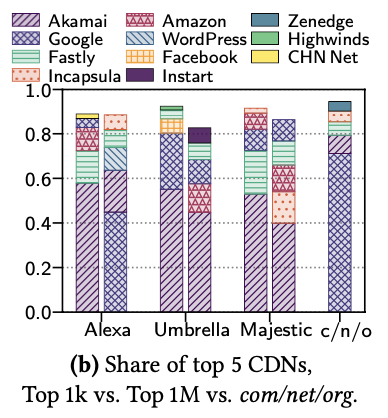 Akamai Amazon Zenedge
Google WordPress Highwinds
Fastly Facebook CHN Net
Incapsula Instart
1.0
0.8
0.6
0.4
0.2
0.0
Alexa Umbrella Majestic c/n/o
(b) Share of top 5 CDNs,
Top 1k vs. Top 1M vs. com/net/org.